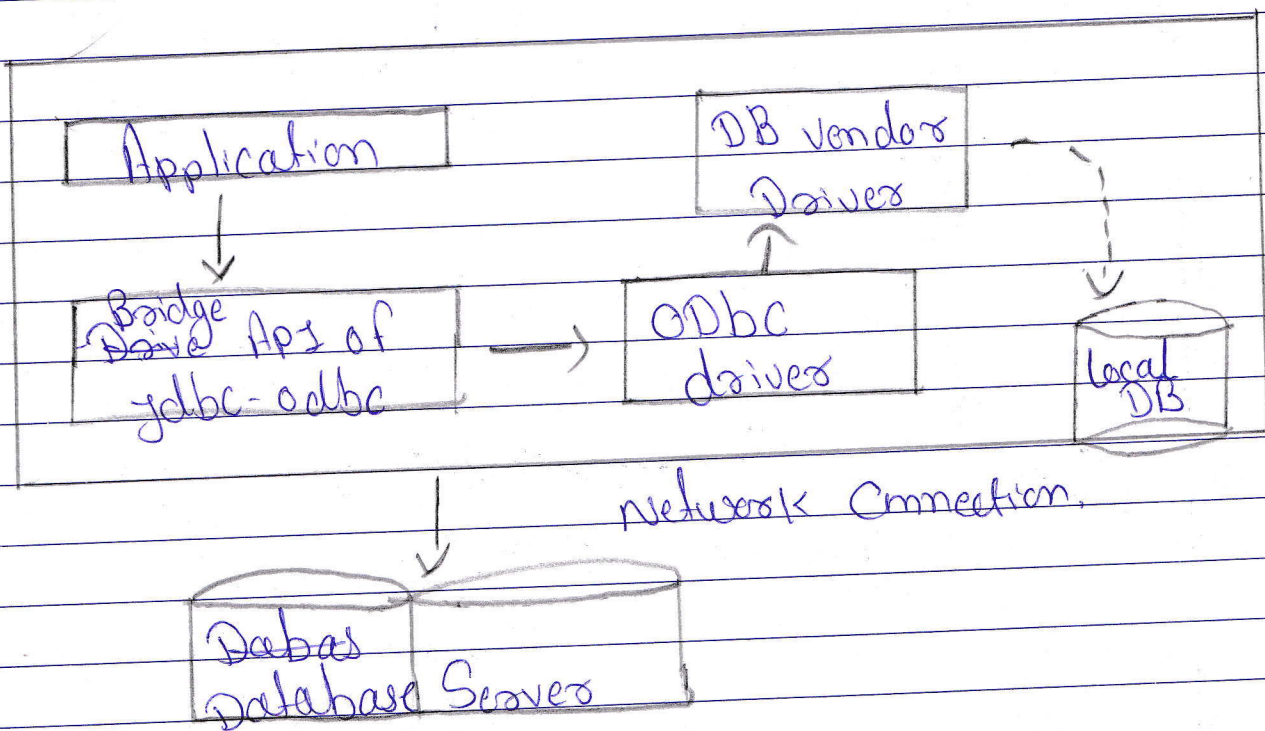 Application
DB vendor
Driver
Bridge
Drive API of
jdbc-odbc
ODbc
driver
local
DB
Network Connection.
Dabas
Database Server